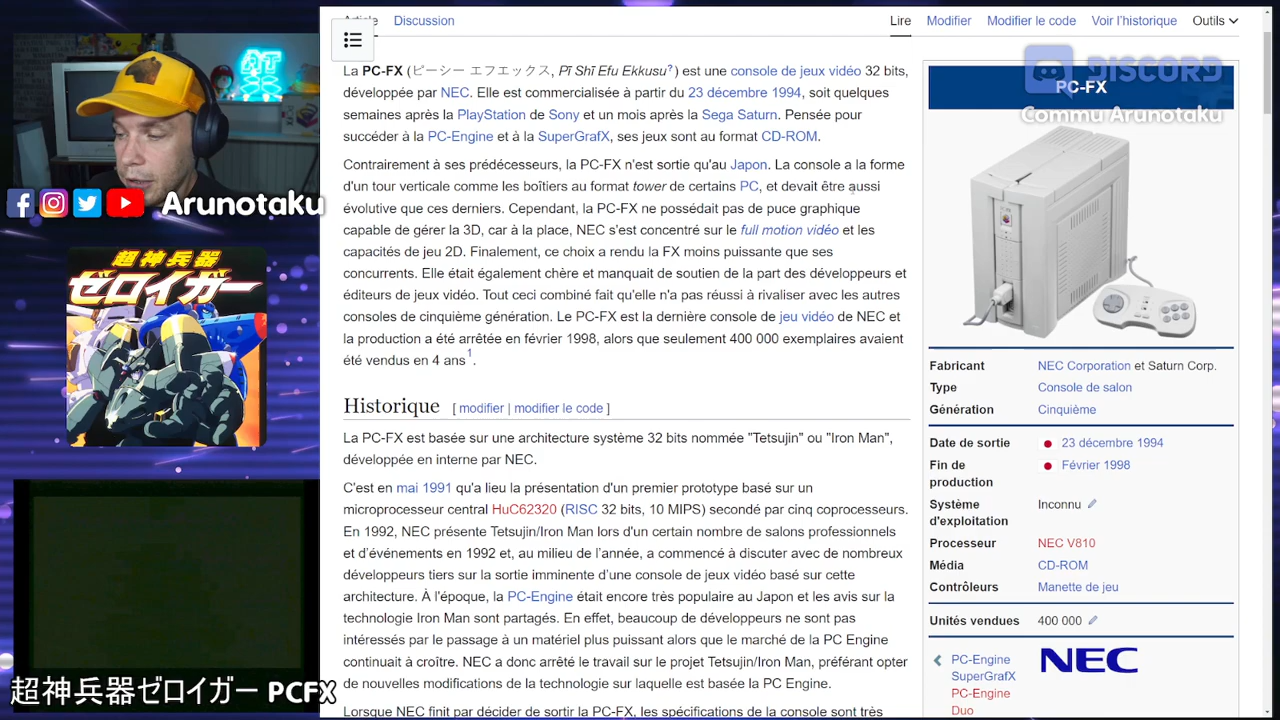 Article
Discussion
Lire
Modifier
Modifier le code
Voir l'historique
Outils
La PC-FX (ピーシー エフエックス, Pī Shī Efu Ekkusu?) est une console de jeux vidéo 32 bits,
développée par NEC. Elle est commercialisée à partir du 23 décembre 1994, soit quelques
semaines après la PlayStation de Sony et un mois après la Sega Saturn. Pensée pour
succéder à la PC-Engine et à la SuperGrafX, ses jeux sont au format CD-ROM.
Contrairement à ses prédécesseurs, la PC-FX n'est sortie qu'au Japon. La console a la forme
d'un tour verticale comme les boîtiers au format tower de certains PC, et devait être aussi
évolutive que ces derniers. Cependant, la PC-FX ne possédait pas de puce graphique
capable de gérer la 3D, car à la place, NEC s'est concentré sur le full motion vidéo et les
capacités de jeu 2D. Finalement, ce choix a rendu la FX moins puissante que ses
concurrents. Elle était également chère et manquait de soutien de la part des développeurs et
éditeurs de jeux vidéo. Tout ceci combiné fait qu'elle n'a pas réussi à rivaliser avec les autres
consoles de cinquième génération. Le PC-FX est la dernière console de jeu vidéo de NEC et
la production a été arrêtée en février 1998, alors que seulement 400 000 exemplaires avaient
été vendus en 4 ans1.
Historique [ modifier | modifier le code ]
La PC-FX est basée sur une architecture système 32 bits nommée "Tetsujin" ou "Iron Man",
développée en interne par NEC.
C'est en mai 1991 qu'a lieu la présentation d'un premier prototype basé sur un
microprocesseur central HuC62320 (RISC 32 bits, 10 MIPS) secondé par cinq coprocesseurs.
En 1992, NEC présente Tetsujin/Iron Man lors d'un certain nombre de salons professionnels
et d’événements en 1992 et, au milieu de l’année, a commencé à discuter avec de nombreux
développeurs tiers sur la sortie imminente d’une console de jeux vidéo basé sur cette
architecture. À l'époque, la PC-Engine était encore très populaire au Japon et les avis sur la
technologie Iron Man sont partagés. En effet, beaucoup de développeurs ne sont pas
intéressés par le passage à un matériel plus puissant alors que le marché de la PC Engine
continuait à croître. NEC a donc arrêté le travail sur le projet Tetsujin/Iron Man, préférant opter
de nouvelles modifications de la technologie sur laquelle est basée la PC Engine.
Lorsque NEC finit par décider de sortir la PC-FX, les spécifications de la console sont très
DISCORD
PC-FX
Commu Arunotaku
Fabricant NEC Corporation et Saturn Corp.
Type Console de salon
Génération Cinquième
Date de sortie 23 décembre 1994
Fin de production Février 1998
Système d'exploitation Inconnu
Processeur NEC V810
Média CD-ROM
Contrôleurs Manette de jeu
Unités vendues 400 000
PC-Engine
SuperGrafX
PC-Engine
Duo
NEC
AT
Arunotaku
超神兵器
ゼロイガー
超神兵器ゼロイガー PCFX